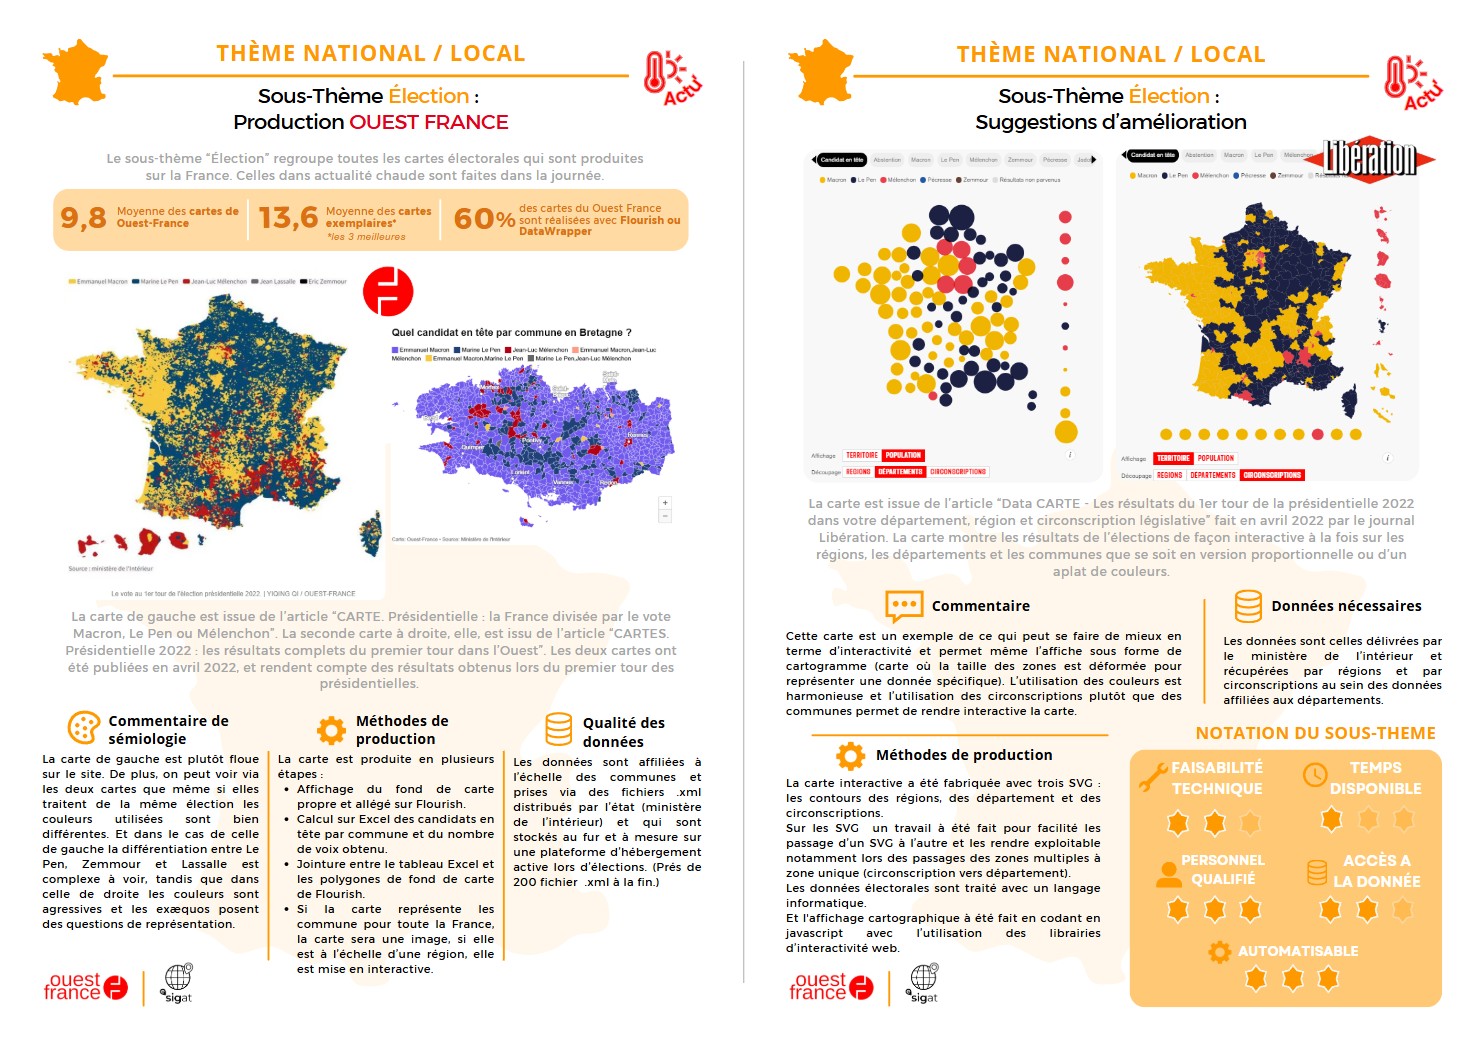 THÈME NATIONAL / LOCAL
Actu'
Sous-Thème Élection :
Production OUEST FRANCE
Le sous-thème "Élection" regroupe toutes les cartes électorales qui sont produites
sur la France. Celles dans actualité chaude sont faites dans la journée.
9,8 Moyenne des cartes de
Ouest-France
13,6 Moyenne des cartes
exemplaires*
*les 3 meilleures
60% des cartes du Ouest France
sont réalisées avec Flourish ou
DataWrapper
Emmanuel Macron Marine Le Pen Jean-Luc Mélenchon Jean Lassalle Eric Zemmour
Source : ministère de l'Intérieur
Le vote au 1er tour de l'élection présidentielle 2022. | YIQING QI / OUEST-FRANCE
Quel candidat en tête par commune en Bretagne ?
Emmanuel Macron Marine Le Pen Jean-Luc Mélenchon Emmanuel Macron,Jean-Luc
Mélenchon Emmanuel Macron,Marine Le Pen Marine Le Pen,Jean-Luc Mélenchon
Quimper
Pontivy
Rennes
Lorient
Vannes
Redon
+
−
Carte: Ouest-France • Source: Ministère de l'Intérieur
La carte de gauche est issue de l'article "CARTE. Présidentielle : la France divisée par le vote
Macron, Le Pen ou Mélenchon". La seconde carte à droite, elle, est issu de l'article "CARTES.
Présidentielle 2022 : les résultats complets du premier tour dans l'Ouest". Les deux cartes ont
été publiées en avril 2022, et rendent compte des résultats obtenus lors du premier tour des
présidentielles.
Commentaire de
sémiologie
La carte de gauche est plutôt floue
sur le site. De plus, on peut voir via
les deux cartes que même si elles
traitent de la même élection les
couleurs utilisées sont bien
différentes. Et dans le cas de celle
de gauche la différentiation entre Le
Pen, Zemmour et Lassalle est
complexe à voir, tandis que dans
celle de droite les couleurs sont
agressives et les exæquos posent
des questions de représentation.
Méthodes de
production
La carte est produite en plusieurs
étapes :
• Affichage du fond de carte
propre et allégé sur Flourish.
• Calcul sur Excel des candidats en
tête par commune et du nombre
de voix obtenu.
• Jointure entre le tableau Excel et
les polygones de fond de carte
de Flourish.
• Si la carte représente les
commune pour toute la France,
la carte sera une image, si elle
est à l'échelle d'une région, elle
est mise en interactive.
Qualité des
données
Les données sont affiliées à
l'échelle des communes et
prises via des fichiers .xml
distribués par l'état (ministère
de l'intérieur) et qui sont
stockés au fur et à mesure sur
une plateforme d'hébergement
active lors d'élections. (Prés de
200 fichier .xml à la fin.)
ouest
france
sigat
THÈME NATIONAL / LOCAL
Actu'
Sous-Thème Élection :
Suggestions d'amélioration
Libération
Candidat en tête Abstention Macron Le Pen Mélenchon Zemmour Pécresse Jadot
Macron Le Pen Mélenchon Pécresse Zemmour Résultats non parvenus
Affichage TERRITOIRE POPULATION
Découpage REGIONS DÉPARTEMENTS CIRCONSCRIPTIONS
i
Candidat en tête Abstention Macron Le Pen Mélenchon
Macron Le Pen Mélenchon Pécresse Zemmour
Affichage TERRITOIRE POPULATION
Découpage REGIONS DÉPARTEMENTS CIRCONSCRIPTIONS
i
La carte est issue de l'article "Data CARTE - Les résultats du 1er tour de la présidentielle 2022
dans votre département, région et circonscription législative" fait en avril 2022 par le journal
Libération. La carte montre les résultats de l'élections de façon interactive à la fois sur les
régions, les départements et les communes que se soit en version proportionnelle ou d'un
aplat de couleurs.
Commentaire
Cette carte est un exemple de ce qui peut se faire de mieux en
terme d'interactivité et permet même l'affiche sous forme de
cartogramme (carte où la taille des zones est déformée pour
représenter une donnée spécifique). L'utilisation des couleurs est
harmonieuse et l'utilisation des circonscriptions plutôt que des
communes permet de rendre interactive la carte.
Données nécessaires
Les données sont celles délivrées par
le ministère de l'intérieur et
récupérées par régions et par
circonscriptions au sein des données
affiliées aux départements.
Méthodes de production
La carte interactive a été fabriquée avec trois SVG :
les contours des régions, des département et des
circonscriptions.
Sur les SVG un travail à été fait pour facilité les
passage d'un SVG à l'autre et les rendre exploitable
notamment lors des passages des zones multiples à
zone unique (circonscription vers département).
Les données électorales sont traité avec un langage
informatique.
Et l'affichage cartographique à été fait en codant en
javascript avec l'utilisation des librairies
d'interactivité web.
NOTATION DU SOUS-THEME
FAISABILITÉ
TECHNIQUE
TEMPS
DISPONIBLE
PERSONNEL
QUALIFIÉ
ACCÈS A
LA DONNÉE
AUTOMATISABLE
ouest
france
sigat